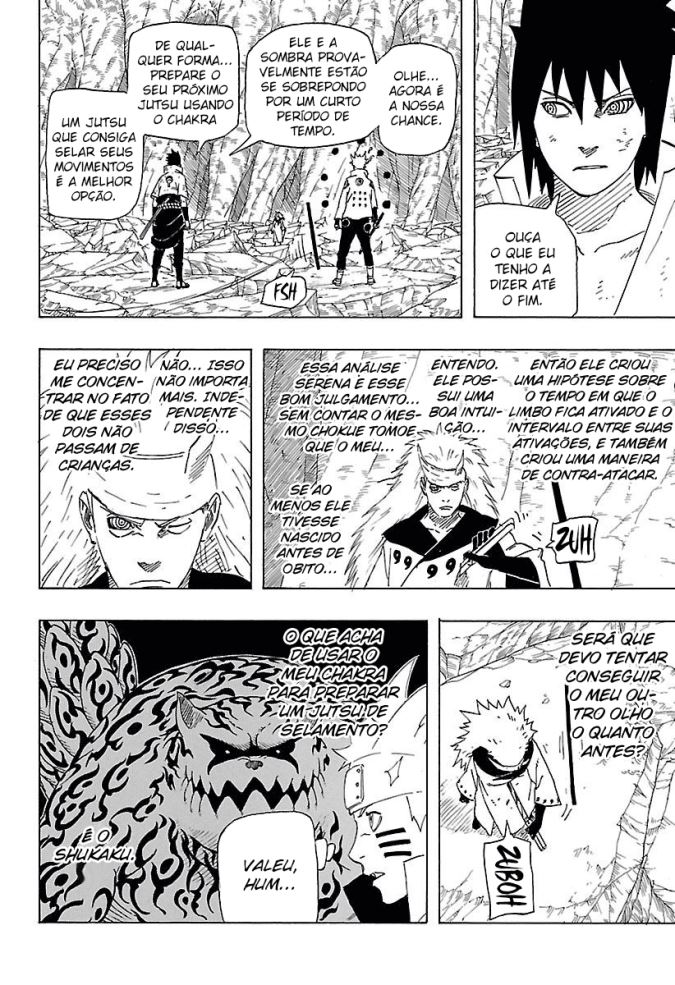 OUÇA
O QUE EU
TENHO A
DIZER ATÉ
O FIM.
OLHE...
AGORA É
A NOSSA
CHANCE.
ELE E A
SOMBRA PROVA-
VELMENTE ESTÃO
SE SOBREPONDO
POR UM CURTO
PERÍODO DE
TEMPO.
DE QUAL-
QUER FORMA...
PREPARE O
SEU PRÓXIMO
JUTSU USANDO
O CHAKRA
UM JUTSU
QUE CONSIGA
SELAR SEUS
MOVIMENTOS
É A MELHOR
OPÇÃO.
FSH
ENTÃO ELE CRIOU
UMA HIPÓTESE SOBRE
O TEMPO EM QUE O
LIMBO FICA ATIVADO E O
INTERVALO ENTRE SUAS
ATIVAÇÕES, E TAMBÉM
CRIOU UMA MANEIRA
DE CONTRA-ATACAR.
ENTENDO.
ELE POS-
SUI UMA
BOA INTUI-
ÇÃO...
ESSA ANÁLISE
SERENA E ESSE
BOM JULGAMENTO...
SEM CONTAR O MES-
MO CHOKUE TOMOE
QUE O MEU...
SE AO
MENOS ELE
TIVESSE
NASCIDO
ANTES DE
OBITO...
ZUH
NÃO... ISSO
NÃO IMPORTA
MAIS. INDE-
PENDENTE
DISSO...
EU PRECISO
ME CONCEN-
TRAR NO FATO
DE QUE ESSES
DOIS NÃO
PASSAM DE
CRIANÇAS.
SERÁ QUE
DEVO TENTAR
CONSEGUIR
O MEU OU-
TRO OLHO
O QUANTO
ANTES?
ZUBOH
O QUE ACHA
DE USAR O
MEU CHAKRA
PARA PREPARAR
UM JUTSU DE
SELAMENTO?
VALEU,
HUM...
É O
SHUKAKU.